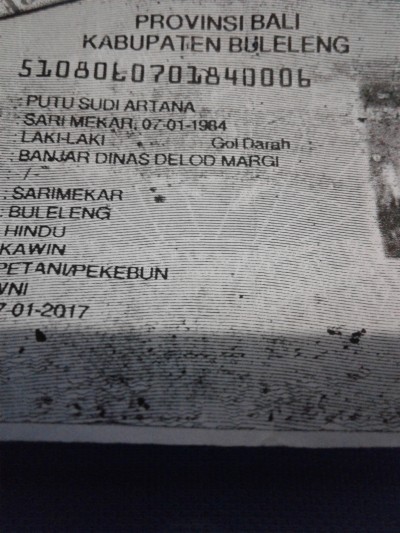 PROVINSI BALI
KABUPATEN BULELENG
5108060701840006
: PUTU SUDI ARTANA
: SARI MEKAR, 07-01-1984
: LAKI-LAKI Gol Darah
: BANJAR DINAS DELOD MARGI
: -/-
: SARIMEKAR
: BULELENG
HINDU
KAWIN
PETANI/PEKEBUN
WNI
7-01-2017